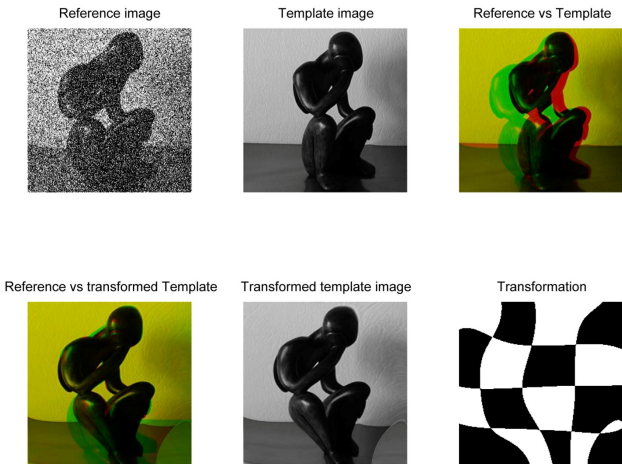 Reference image
Template image
Reference vs Template
Reference vs transformed Template
Transformed template image
Transformation